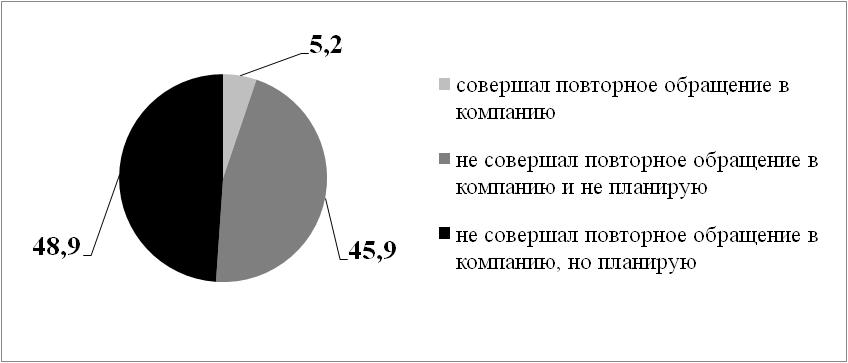 5,2
совершал повторное обращение в
компанию
не совершал повторное обращение в
компанию и не планирую
не совершал повторное обращение в
компанию, но планирую
48,9
45,9